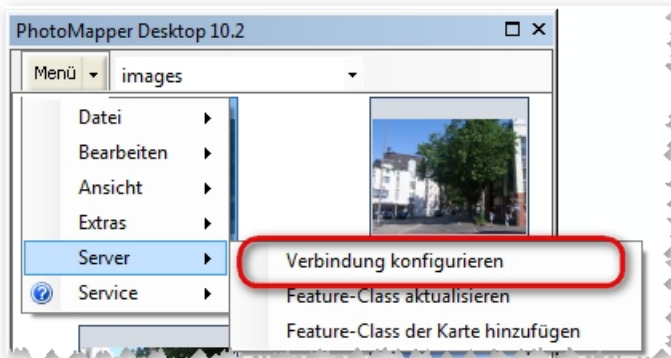 PhotoMapper Desktop 10.2
Menü images
Datei
Bearbeiten
Ansicht
Extras
Server
Service
Verbindung konfigurieren
Feature-Class aktualisieren
Feature-Class der Karte hinzufügen